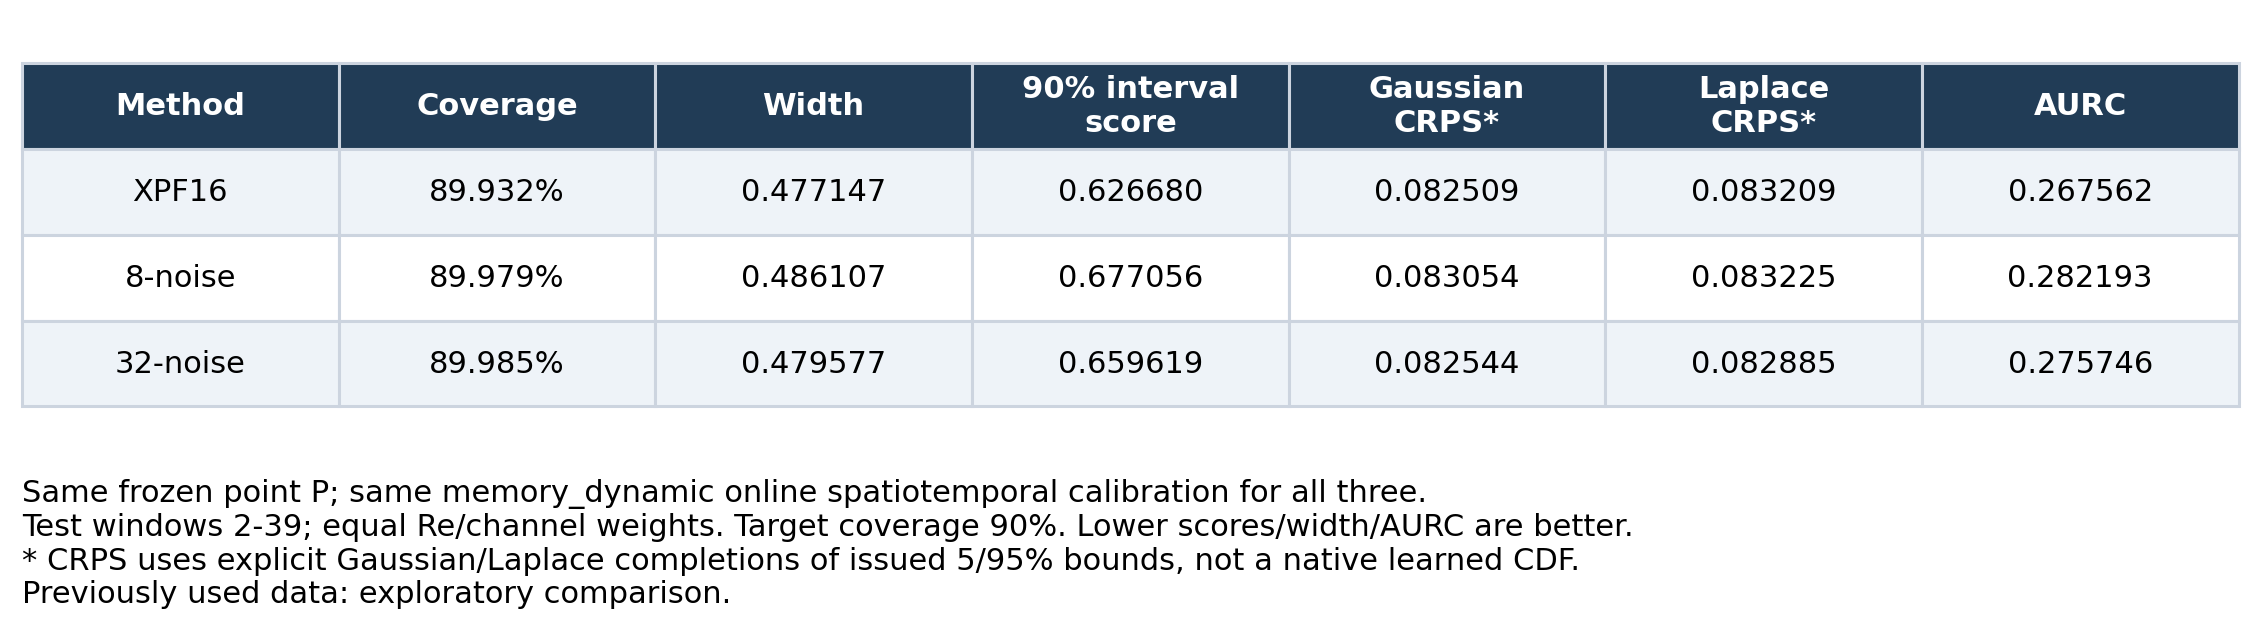 Method Coverage Width 90% interval score Gaussian CRPS* Laplace CRPS* AURC
XPF16 89.932% 0.477147 0.626680 0.082509 0.083209 0.267562
8-noise 89.979% 0.486107 0.677056 0.083054 0.083225 0.282193
32-noise 89.985% 0.479577 0.659619 0.082544 0.082885 0.275746
Same frozen point P; same memory_dynamic online spatiotemporal calibration for all three.
Test windows 2-39; equal Re/channel weights. Target coverage 90%. Lower scores/width/AURC are better.
* CRPS uses explicit Gaussian/Laplace completions of issued 5/95% bounds, not a native learned CDF.
Previously used data: exploratory comparison.